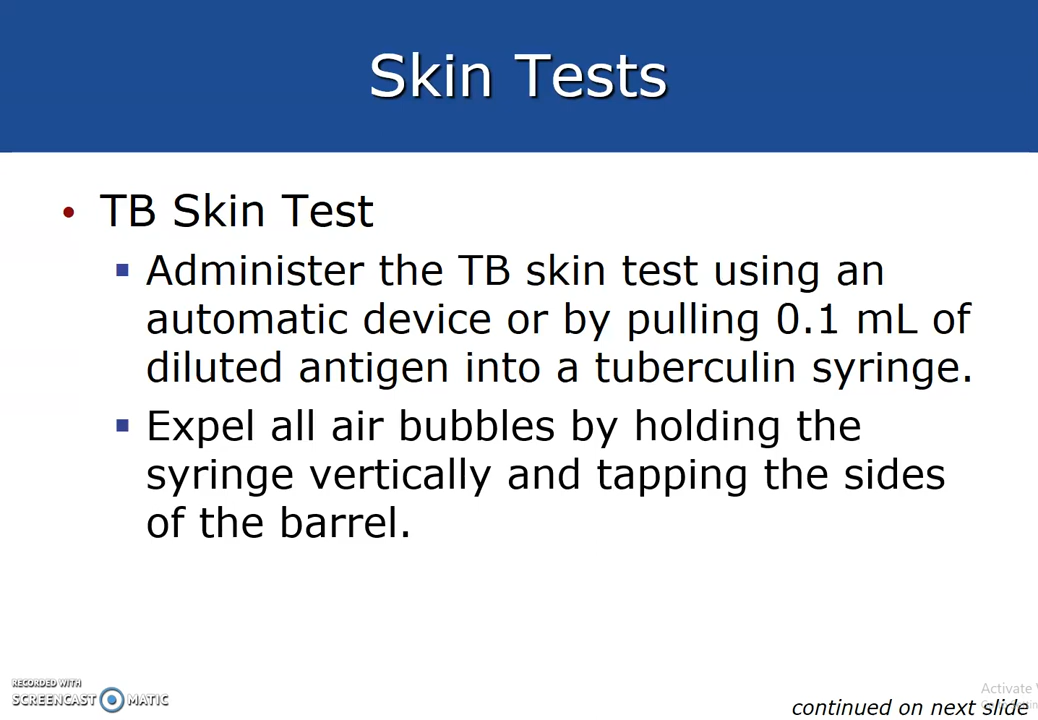 Skin Tests
• TB Skin Test
▪ Administer the TB skin test using an
automatic device or by pulling 0.1 mL of
diluted antigen into a tuberculin syringe.
▪ Expel all air bubbles by holding the
syringe vertically and tapping the sides
of the barrel.
RECORDED WITH
SCREENCAST MATIC
Activate
continued on next slide